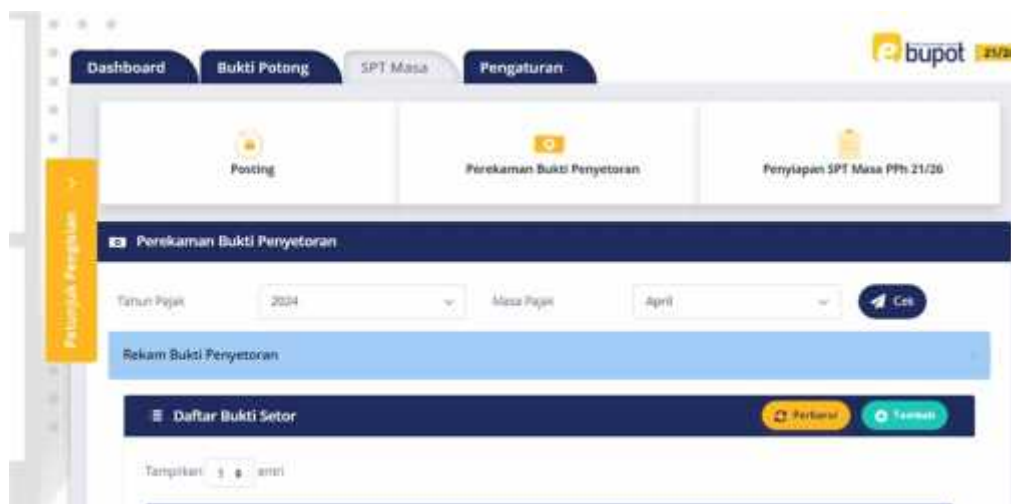 Dashboard
Bukti Potong
SPT Masa
Pengaturan
e bupot 21/26
Posting
Perekaman Bukti Penyetoran
Penyiapan SPT Masa PPh 21/26
Petunjuk Pengisian
Perekaman Bukti Penyetoran
Tahun Pajak
2024
Masa Pajak
April
Cek
Rekam Bukti Penyetoran
Daftar Bukti Setor
Perbarui
Tambah
Tampilkan
entri